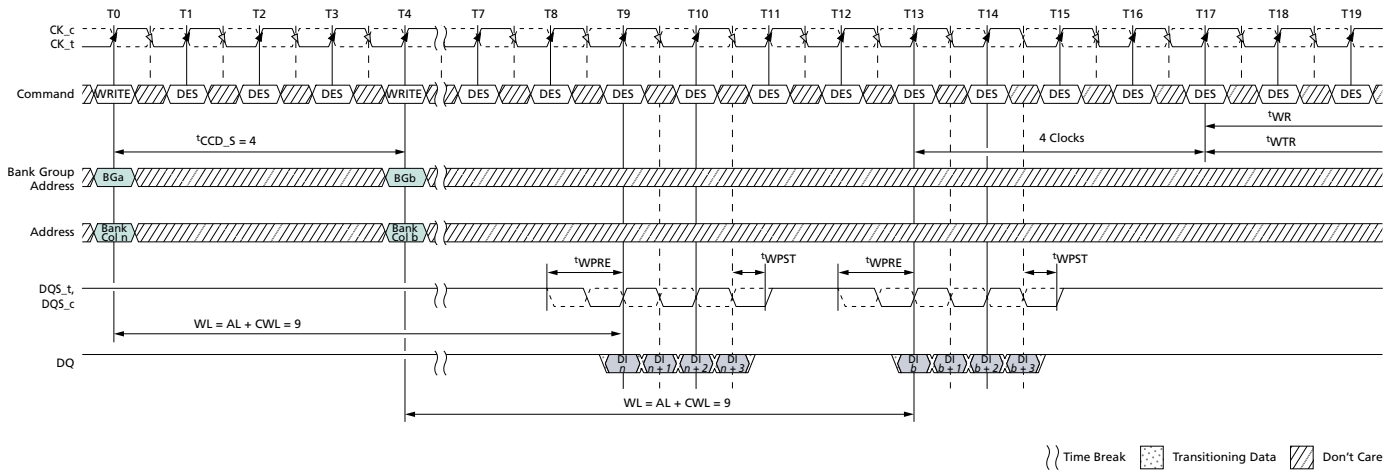 T0 T1 T2 T3 T4 T7 T8 T9 T10 T11 T12 T13 T14 T15 T16 T17 T18 T19
CK_c
CK_t
Command WRITE DES DES DES WRITE DES DES DES DES DES DES DES DES DES DES DES DES DES
tWR
tCCD_S = 4 4 Clocks tWTR
Bank Group
Address BGa BGb
Address Bank
Col n Bank
Col b
tWPRE tWPST tWPRE tWPST
DQS_t,
DQS_c
WL = AL + CWL = 9
DQ DI
n DI
n + 1 DI
n + 2 DI
n + 3 DI
b DI
b + 1 DI
b + 2 DI
b + 3
WL = AL + CWL = 9
Time Break Transitioning Data Don't Care